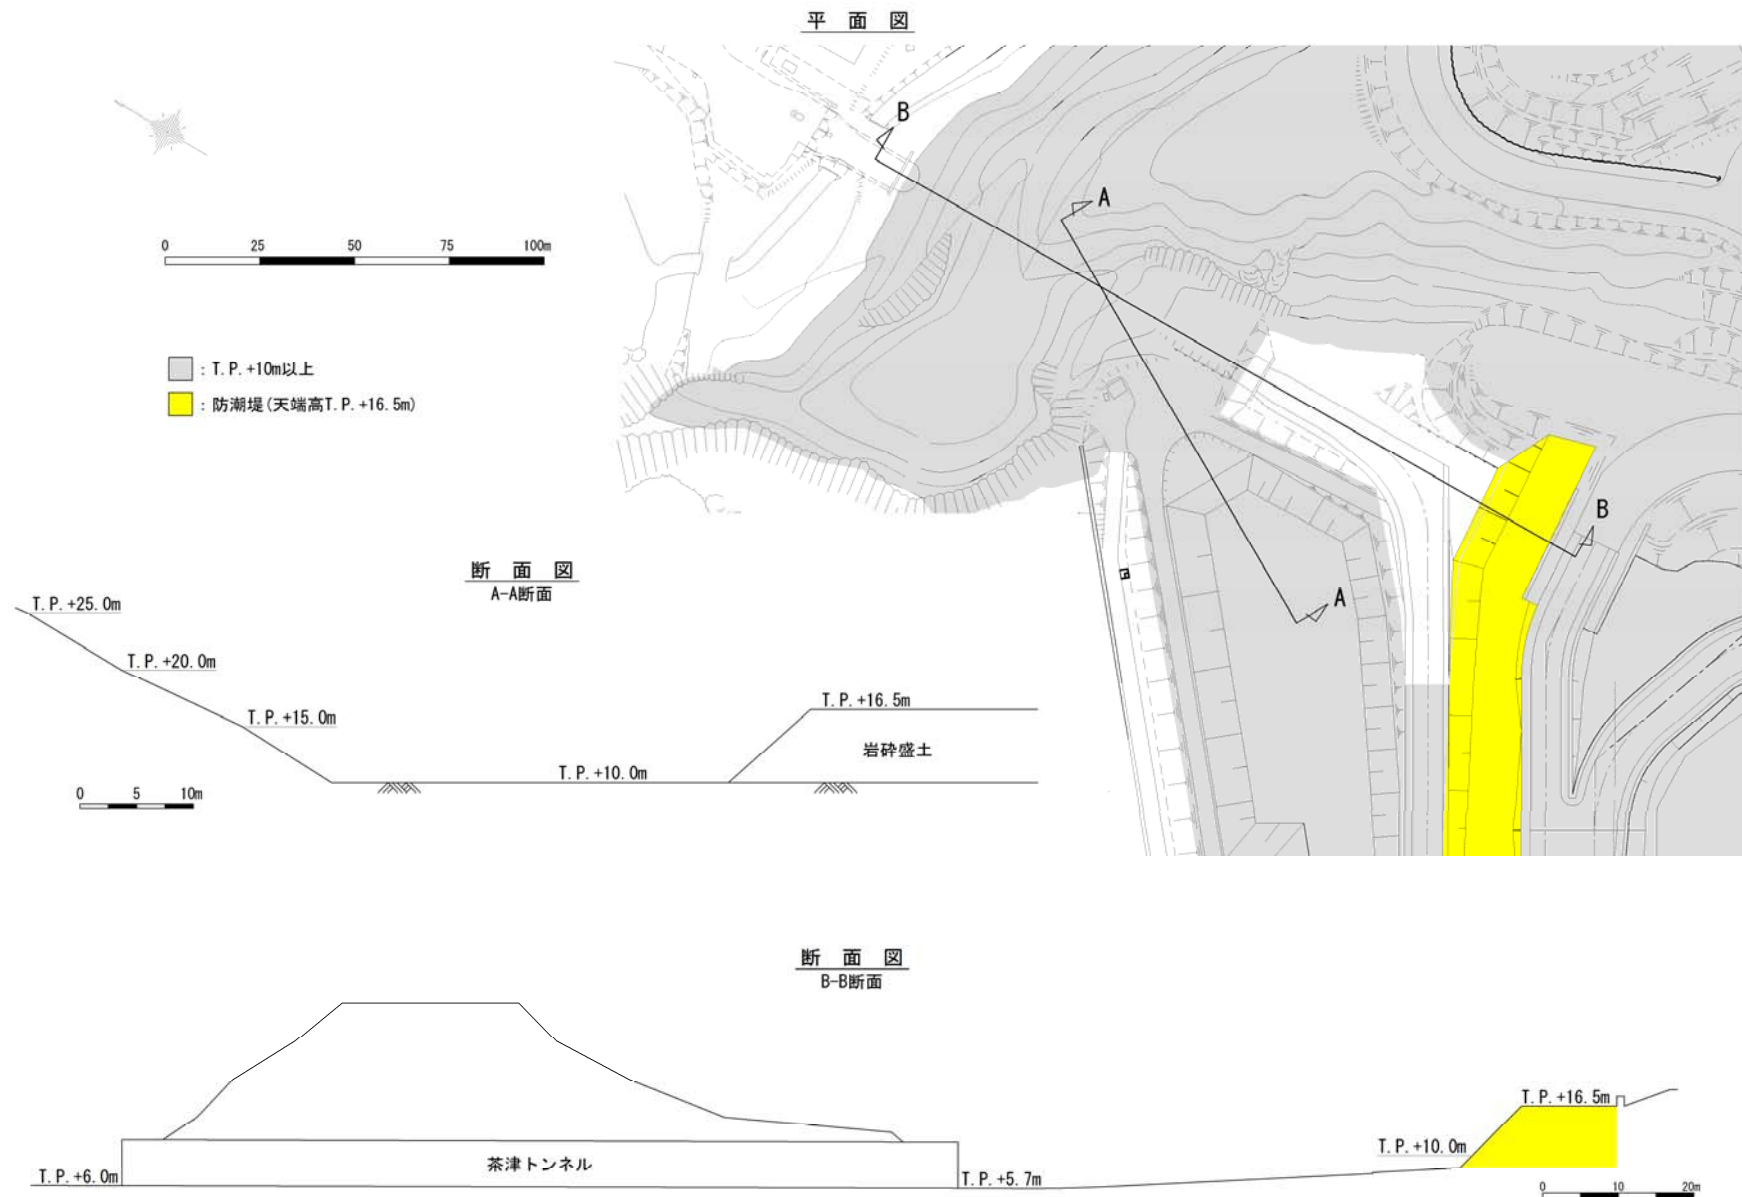 平 面 図
B
A
0 25 50 75 100m
: T.P.+10m以上
: 防潮堤(天端高T.P.+16.5m)
B
A
断 面 図
A-A断面
T.P.+25.0m
T.P.+20.0m
T.P.+15.0m
T.P.+16.5m
岩砕盛土
T.P.+10.0m
0 5 10m
断 面 図
B-B断面
T.P.+16.5m
T.P.+10.0m
茶津トンネル
T.P.+6.0m
T.P.+5.7m
0 10 20m